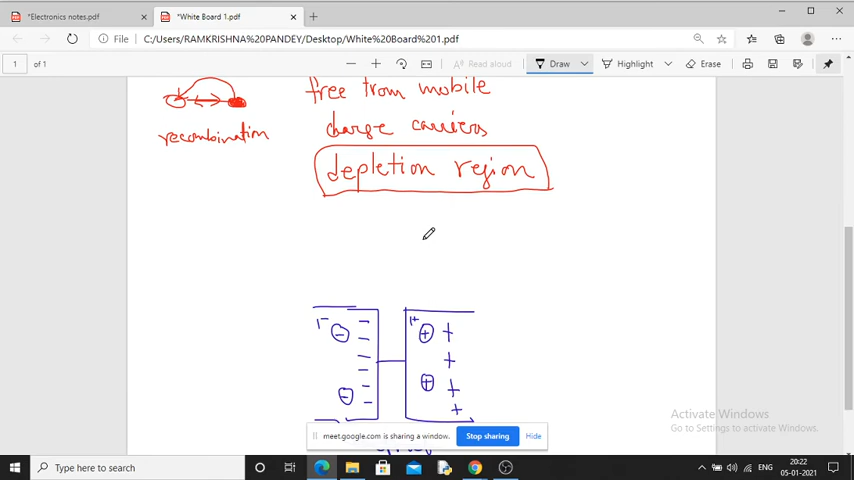 *Electronics notes.pdf
*White Board 1.pdf
File
C:/Users/RAMKRISHNA%20PANDEY/Desktop/White%20Board%201.pdf
1 of 1
Read aloud
Draw
Highlight
Erase
free from mobile
charge carriers
recombination
depletion region
Activate Windows
Go to Settings to activate Windows.
meet.google.com is sharing a window.
Stop sharing
Hide
Type here to search
ENG
20:22
05-01-2021